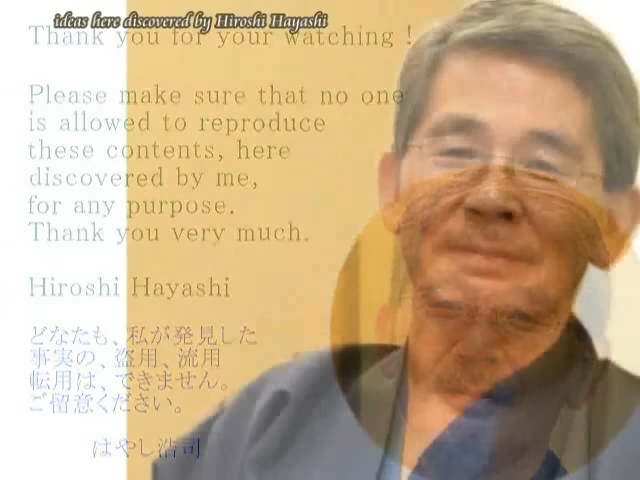 ideas here discovered by Hiroshi Hayashi
Thank you for your watching !
Please make sure that no one
is allowed to reproduce
these contents, here
discovered by me,
for any purpose.
Thank you very much.
Hiroshi Hayashi
どなたも、私が発見した
事実の、盗用、流用
転用は、できません。
ご留意ください。
はやし浩司